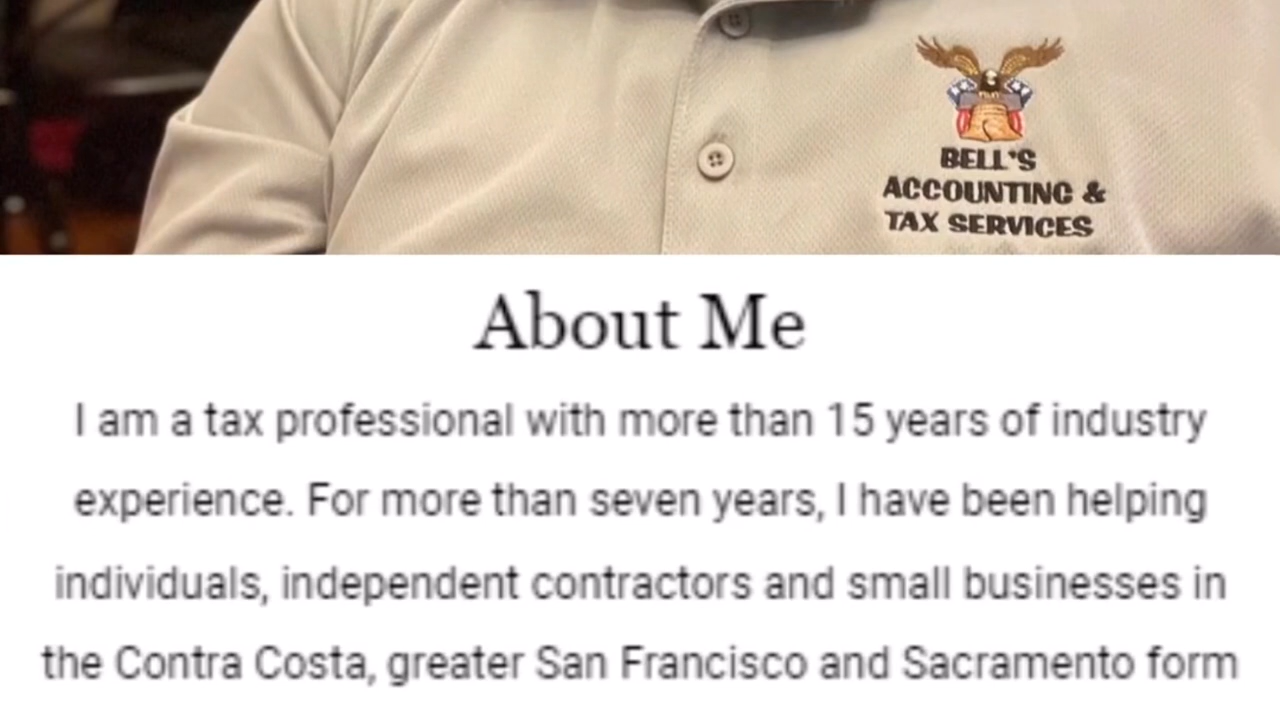 BELL'S
ACCOUNTING &
TAX SERVICES
About Me
I am a tax professional with more than 15 years of industry
experience. For more than seven years, I have been helping
individuals, independent contractors and small businesses in
the Contra Costa, greater San Francisco and Sacramento form